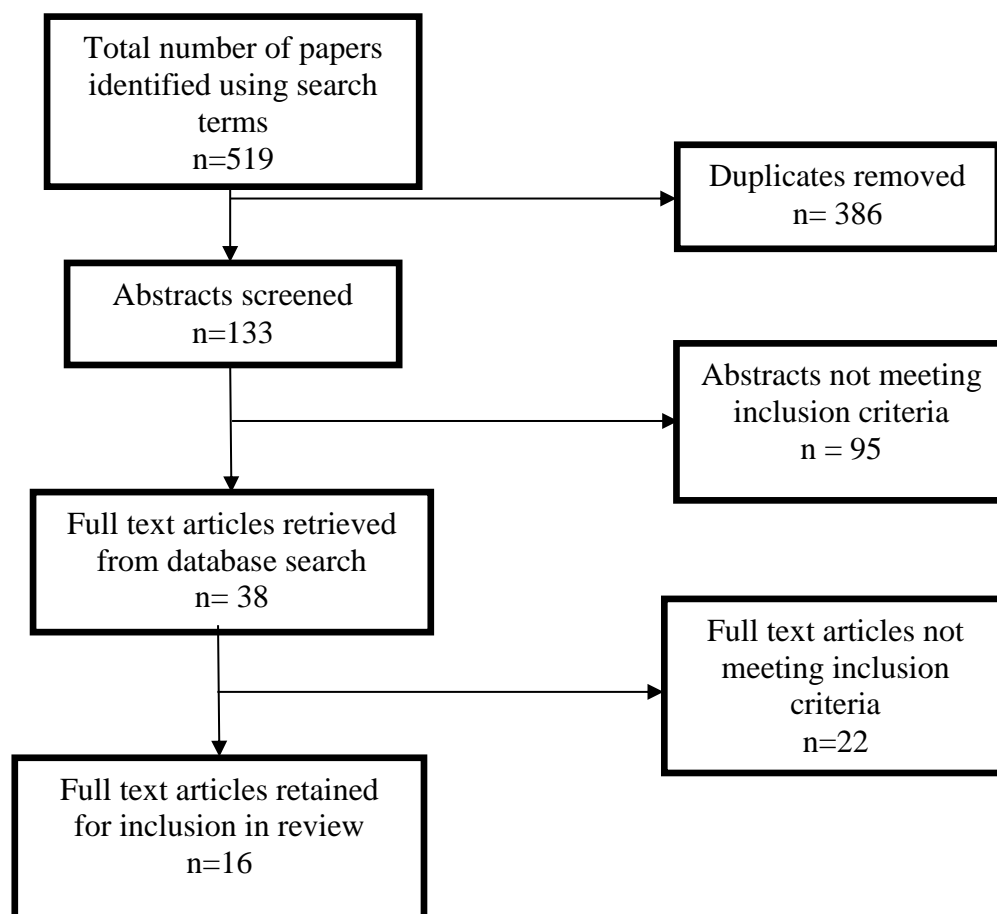 Total number of papers
identified using search
terms
n=519
Duplicates removed
n= 386
Abstracts screened
n=133
Abstracts not meeting
inclusion criteria
n = 95
Full text articles retrieved
from database search
n= 38
Full text articles not
meeting inclusion
criteria
n=22
Full text articles retained
for inclusion in review
n=16